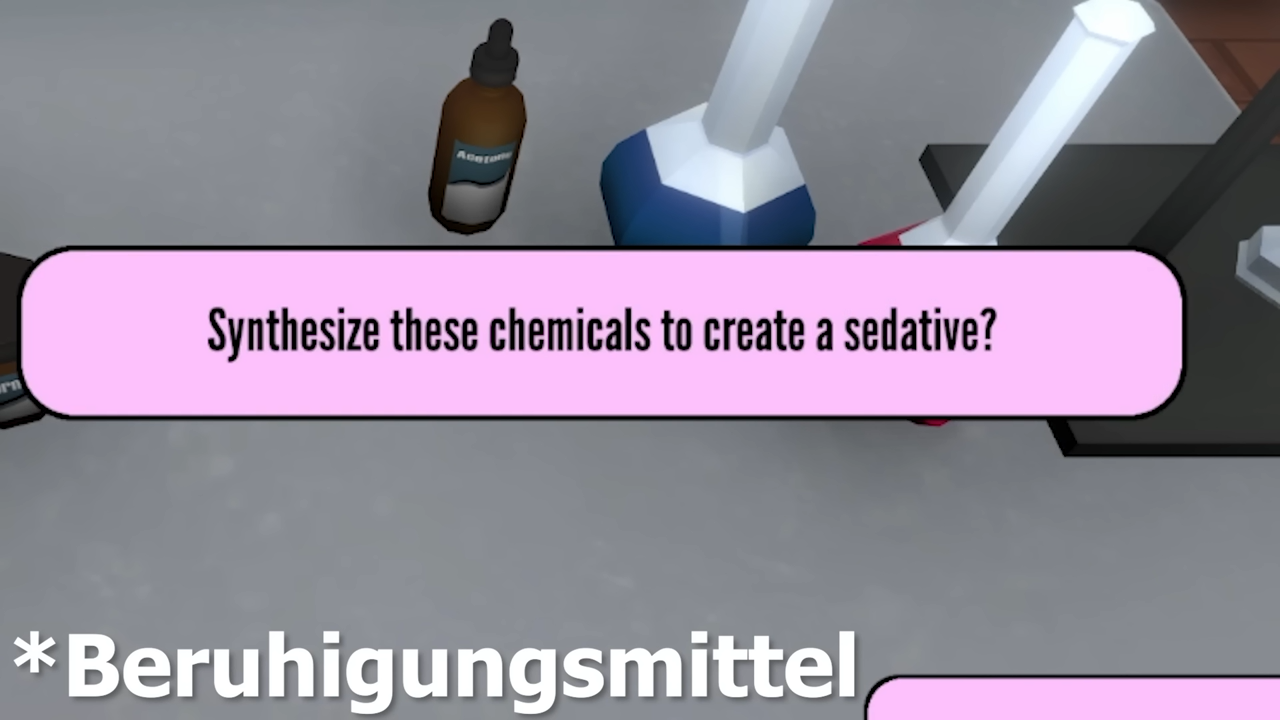 Acetone
Synthesize these chemicals to create a sedative?
*Beruhigungsmittel